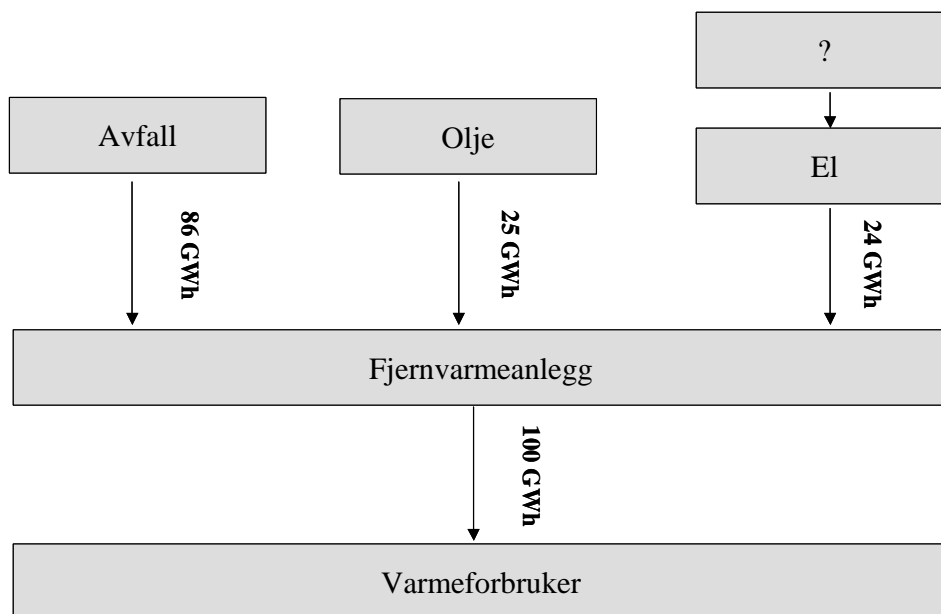 ?
Avfall
Olje
El
86 GWh
25 GWh
24 GWh
Fjernvarmeanlegg
100 GWh
Varmeforbruker